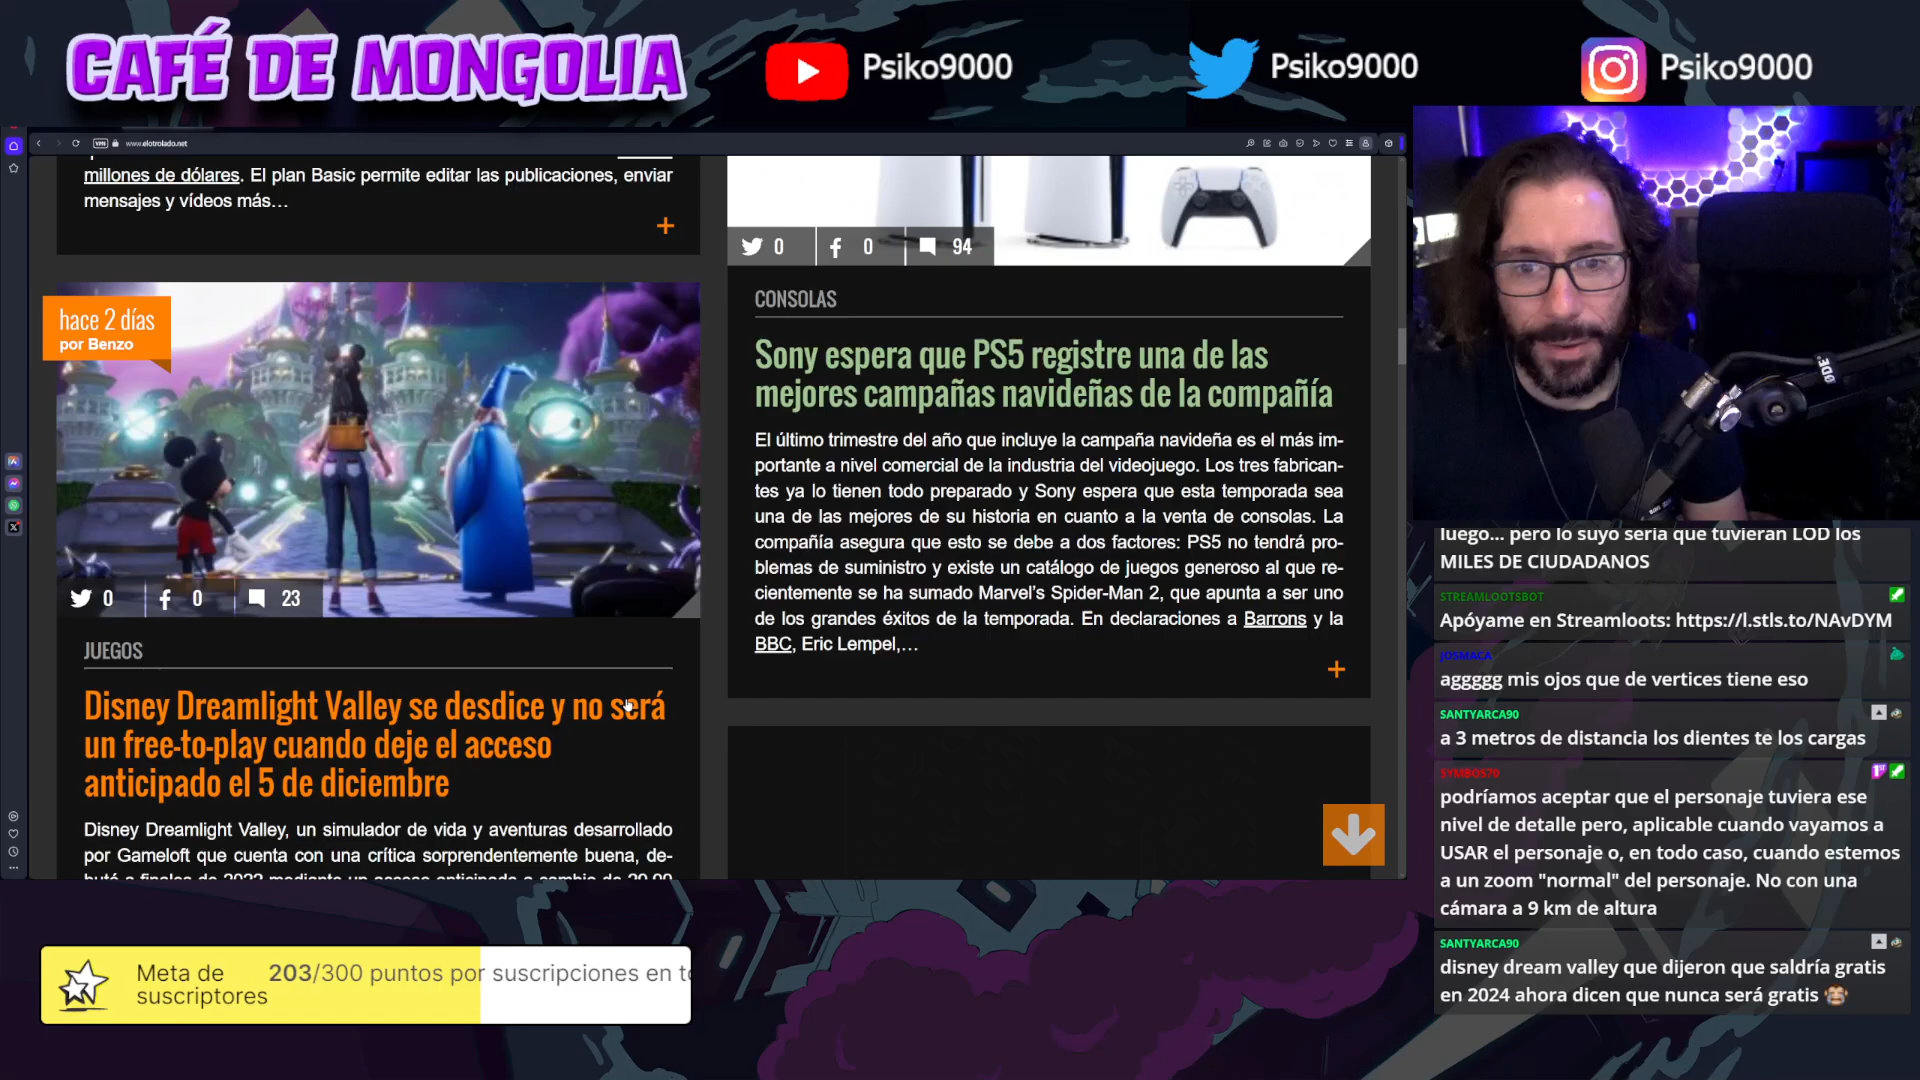 CAFÉ DE MONGOLIA
Psiko9000
Psiko9000
Psiko9000
VPN
www.elotrolado.net
millones de dólares. El plan Basic permite editar las publicaciones, enviar
mensajes y vídeos más...
+
hace 2 días
por Benzo
0
0
23
JUEGOS
Disney Dreamlight Valley se desdice y no será
un free-to-play cuando deje el acceso
anticipado el 5 de diciembre
Disney Dreamlight Valley, un simulador de vida y aventuras desarrollado
por Gameloft que cuenta con una crítica sorprendentemente buena, de-
0
0
94
CONSOLAS
Sony espera que PS5 registre una de las
mejores campañas navideñas de la compañía
El último trimestre del año que incluye la campaña navideña es el más im-
portante a nivel comercial de la industria del videojuego. Los tres fabrican-
tes ya lo tienen todo preparado y Sony espera que esta temporada sea
una de las mejores de su historia en cuanto a la venta de consolas. La
compañía asegura que esto se debe a dos factores: PS5 no tendrá pro-
blemas de suministro y existe un catálogo de juegos generoso al que re-
cientemente se ha sumado Marvel's Spider-Man 2, que apunta a ser uno
de los grandes éxitos de la temporada. En declaraciones a Barrons y la
BBC, Eric Lempel,...
+
luego... pero lo suyo seria que tuvieran LOD los
MILES DE CIUDADANOS
STREAMLOOTSBOT
Apóyame en Streamloots: https://l.stls.to/NAvDYM
JOSMACA
aggggg mis ojos que de vertices tiene eso
SANTYARCA90
a 3 metros de distancia los dientes te los cargas
SYMBOS70
podríamos aceptar que el personaje tuviera ese
nivel de detalle pero, aplicable cuando vayamos a
USAR el personaje o, en todo caso, cuando estemos
a un zoom "normal" del personaje. No con una
cámara a 9 km de altura
SANTYARCA90
disney dream valley que dijeron que saldría gratis
en 2024 ahora dicen que nunca será gratis
Meta de
suscriptores
203/300 puntos por suscripciones en to